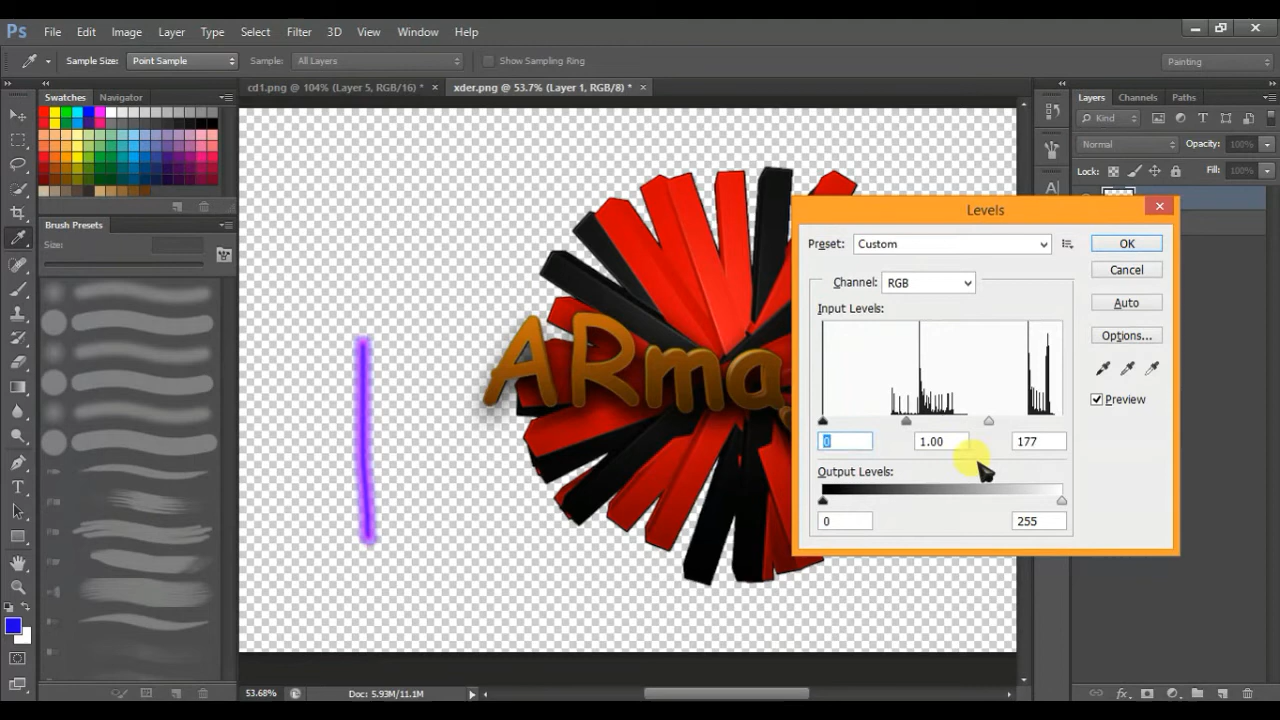 Ps File Edit Image Layer Type Select Filter 3D View Window Help
Sample Size: Point Sample Sample: All Layers Show Sampling Ring Painting
Swatches Navigator cd1.png @ 104% (Layer 5, RGB/16) * × xder.png @ 53.7% (Layer 1, RGB/8) * × Layers Channels Paths
Kind
Normal Opacity: 100%
Lock: Fill: 100%
Brush Presets
Size:
ARma
Levels
Preset: Custom OK
Cancel
Channel: RGB
Auto
Input Levels:
Options...
Preview
0 1.00 177
Output Levels:
0 255
53.68% Doc: 5.93M/11.1M